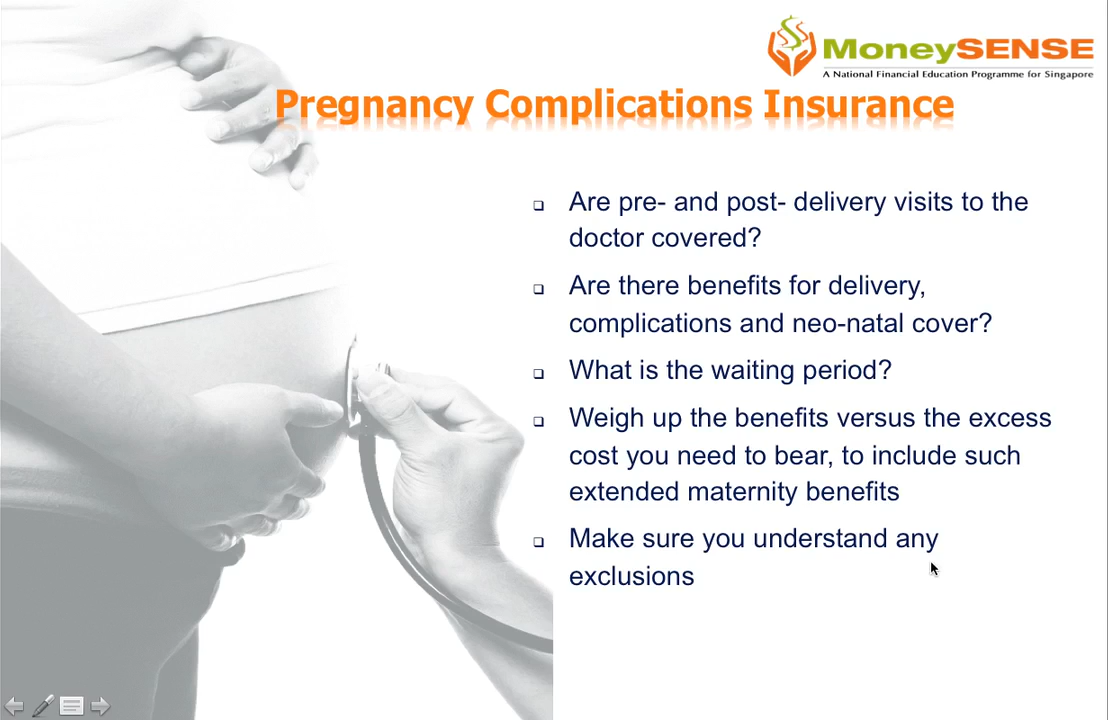 MoneySENSE
A National Financial Education Programme for Singapore
Pregnancy Complications Insurance
Are pre- and post- delivery visits to the
doctor covered?
Are there benefits for delivery,
complications and neo-natal cover?
What is the waiting period?
Weigh up the benefits versus the excess
cost you need to bear, to include such
extended maternity benefits
Make sure you understand any
exclusions